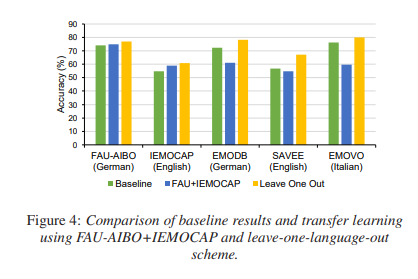 90
80
70
60
50
40
30
20
10
0
Accuracy (%)
FAU-AIBO IEMOCAP EMODB SAVEE EMOVO
(German) (English) (German) (English) (Italian)
Baseline FAU+IEMOCAP Leave One Out
Figure 4: Comparison of baseline results and transfer learning
using FAU-AIBO+IEMOCAP and leave-one-language-out
scheme.